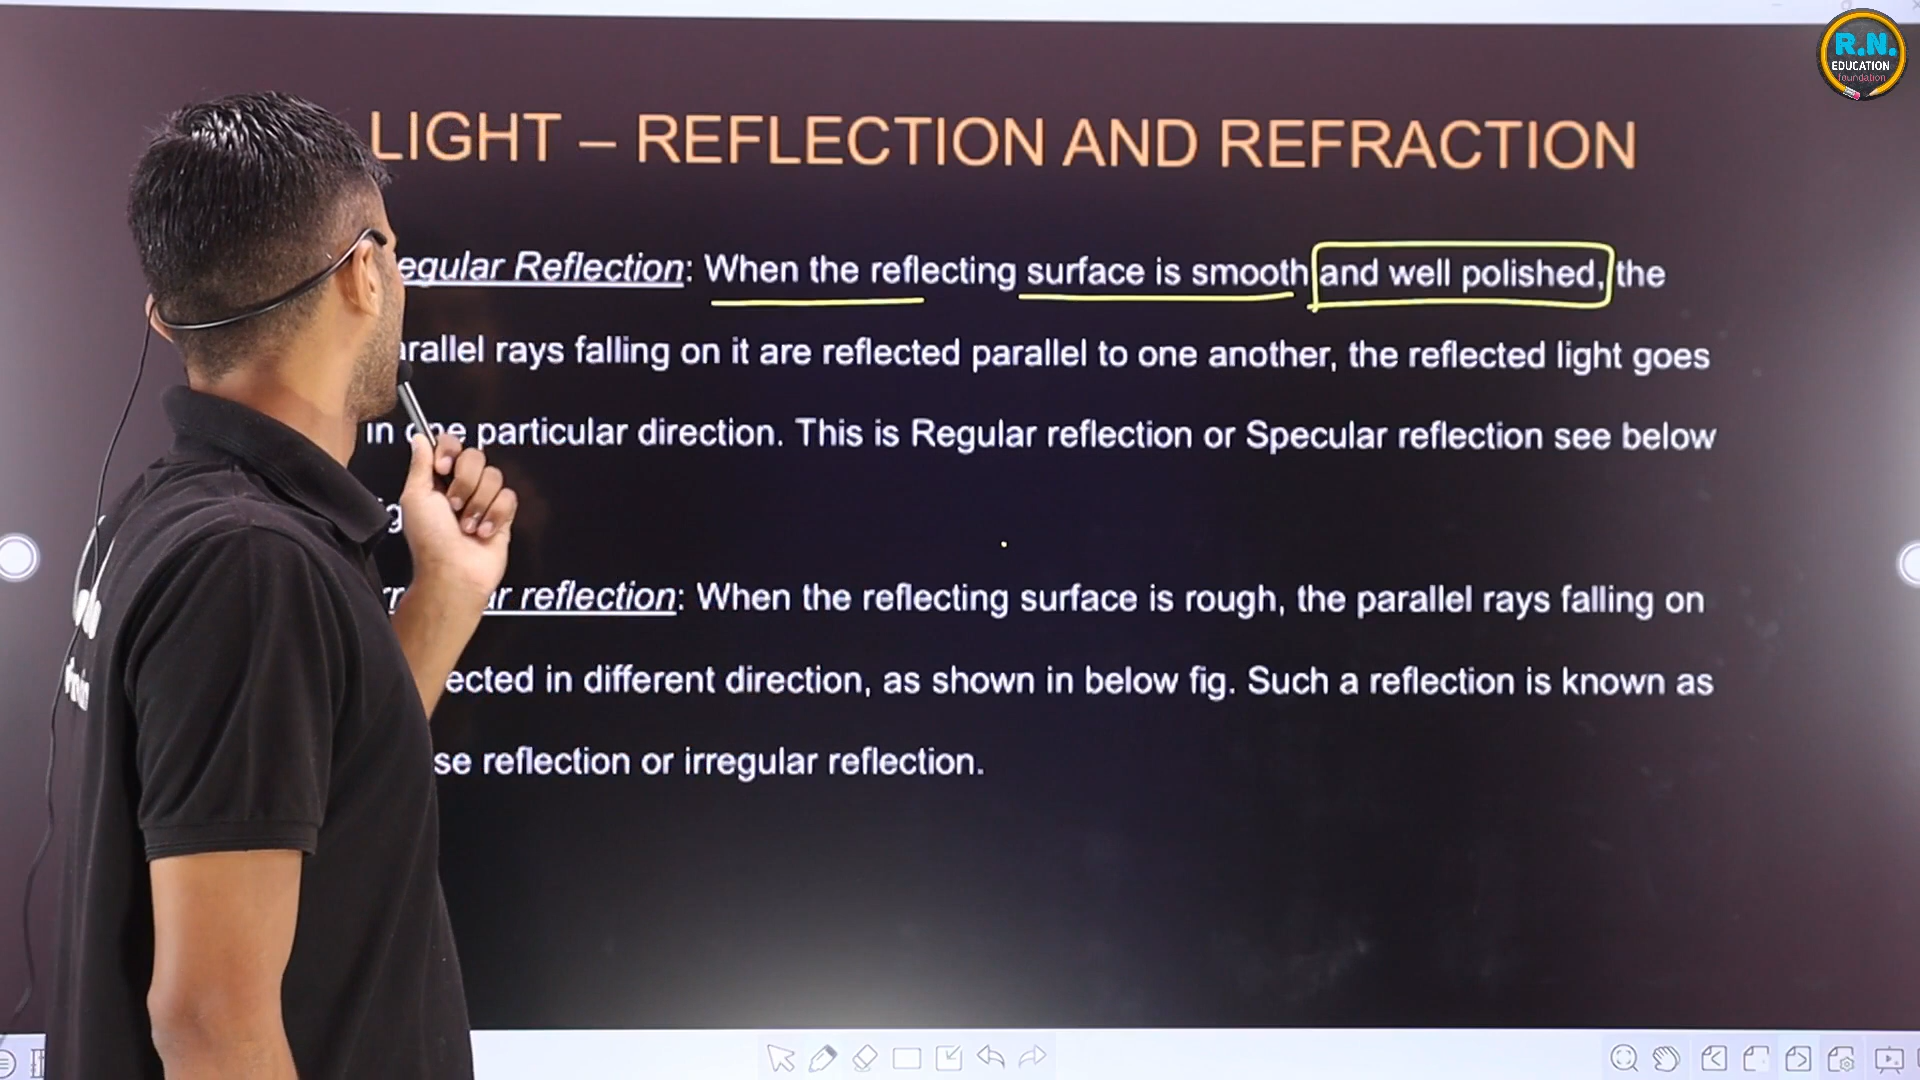 R.N.
EDUCATION
foundation
LIGHT – REFLECTION AND REFRACTION
egular Reflection: When the reflecting surface is smooth and well polished, the
arallel rays falling on it are reflected parallel to one another, the reflected light goes
in one particular direction. This is Regular reflection or Specular reflection see below
ig
r reflection: When the reflecting surface is rough, the parallel rays falling on
ected in different direction, as shown in below fig. Such a reflection is known as
se reflection or irregular reflection.